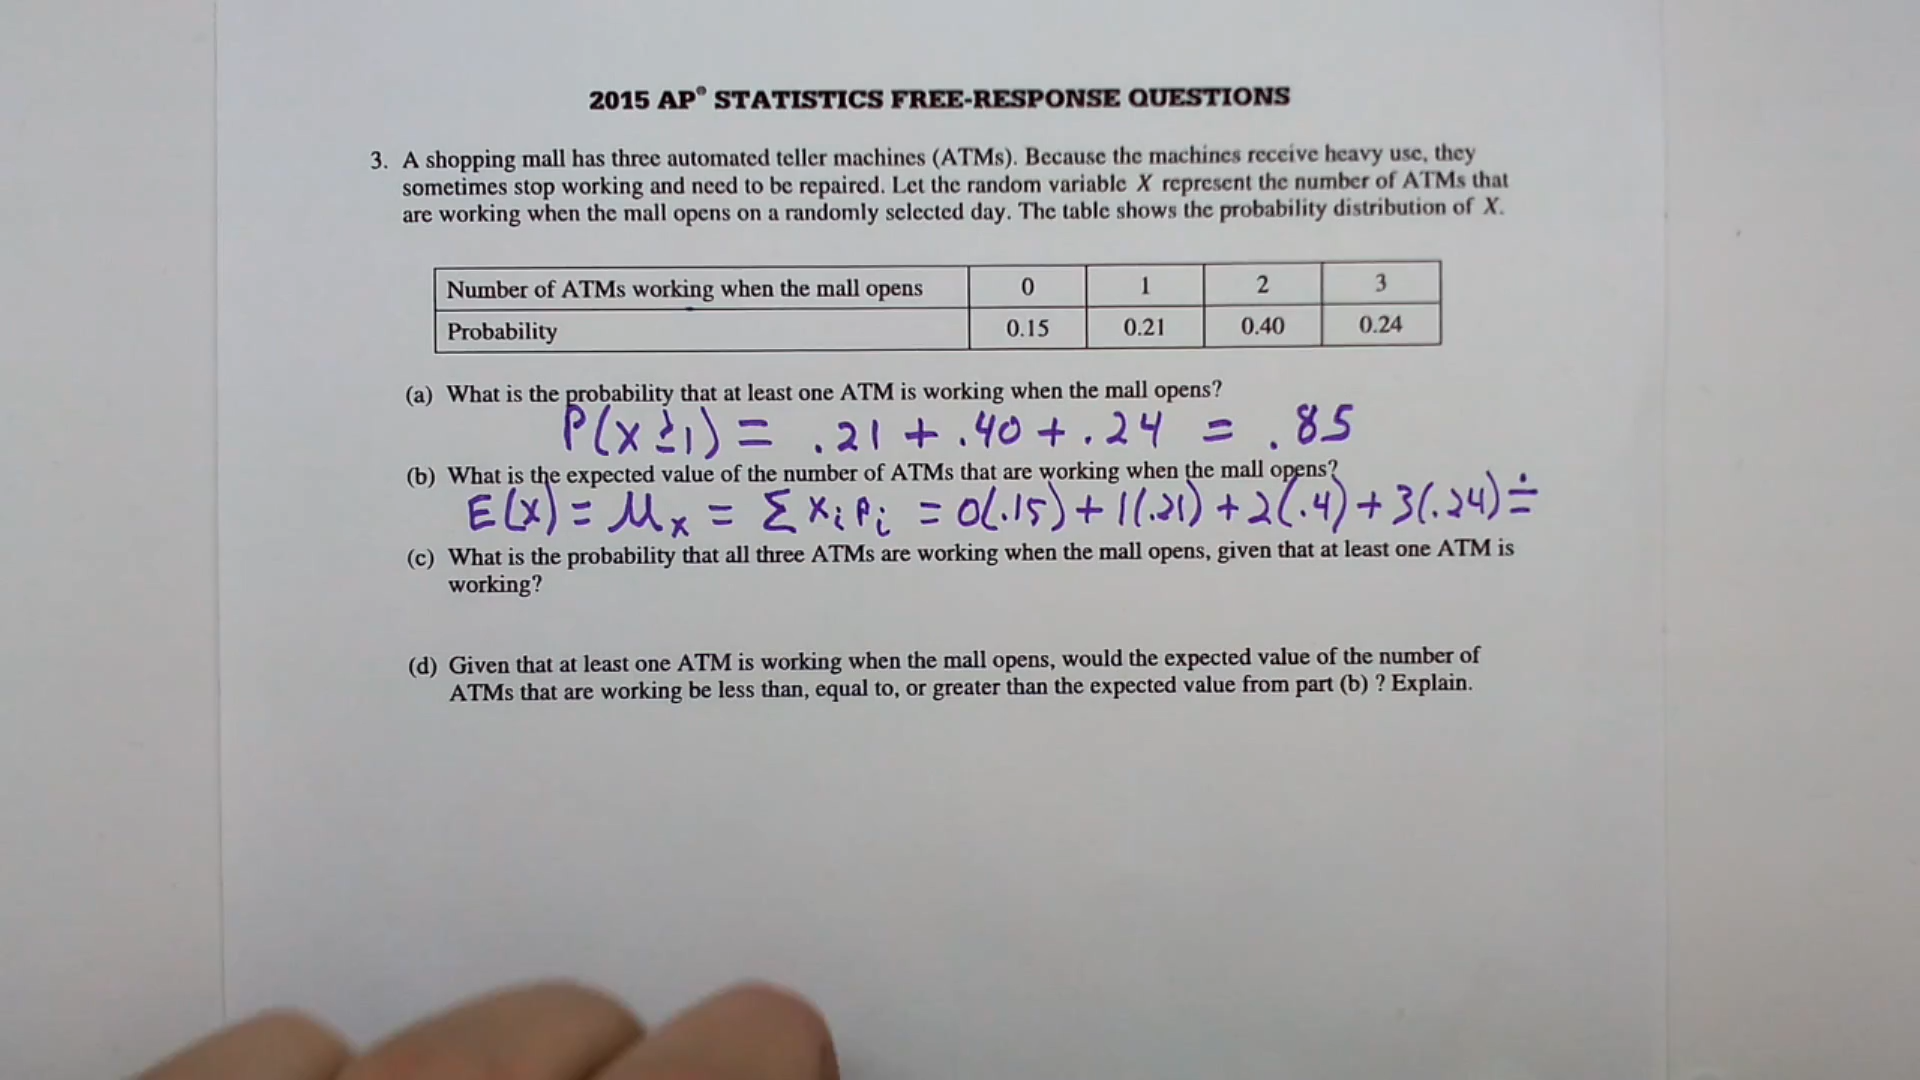 2015 AP® STATISTICS FREE-RESPONSE QUESTIONS
3. A shopping mall has three automated teller machines (ATMs). Because the machines receive heavy use, they
sometimes stop working and need to be repaired. Let the random variable X represent the number of ATMs that
are working when the mall opens on a randomly selected day. The table shows the probability distribution of X.
Number of ATMs working when the mall opens 0 1 2 3
Probability 0.15 0.21 0.40 0.24
(a) What is the probability that at least one ATM is working when the mall opens?
P(X ≥ 1) = .21 + .40 + .24 = .85
(b) What is the expected value of the number of ATMs that are working when the mall opens?
E(X) = μx = Σ xᵢ pᵢ = 0(.15) + 1(.21) + 2(.4) + 3(.24) ≐
(c) What is the probability that all three ATMs are working when the mall opens, given that at least one ATM is
working?
(d) Given that at least one ATM is working when the mall opens, would the expected value of the number of
ATMs that are working be less than, equal to, or greater than the expected value from part (b) ? Explain.